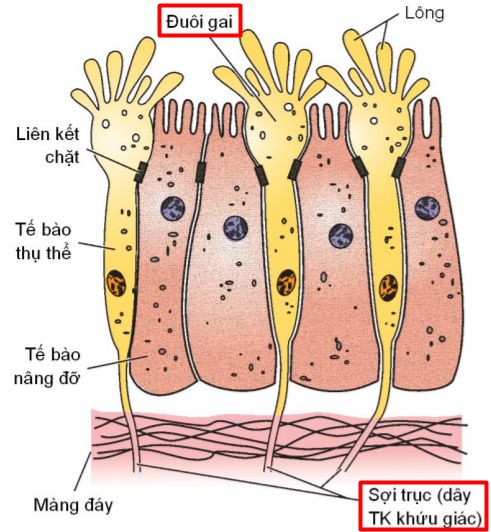 Đuôi gai
Lông
Liên kết
chặt
Tế bào
thụ thể
Tế bào
nâng đỡ
Màng đáy
Sợi trục (dây
TK khứu giác)